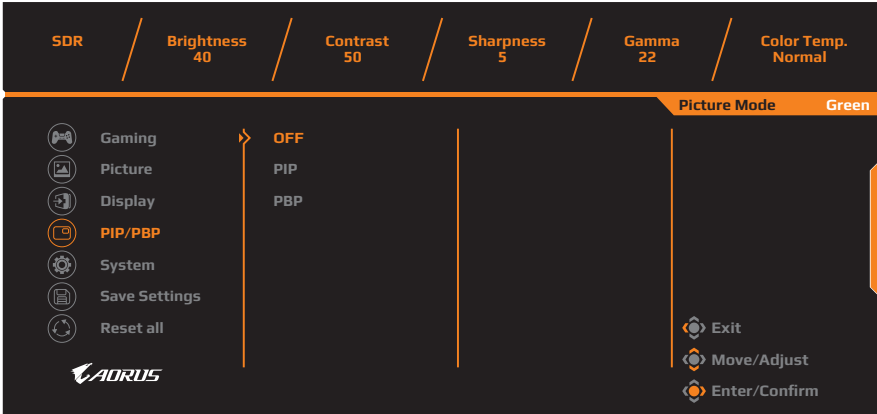 SDR Brightness Contrast Sharpness Gamma Color Temp.
40 50 5 22 Normal
Picture Mode Green
Gaming OFF
Picture PIP
Display PBP
PIP/PBP
System
Save Settings
Reset all Exit
Move/Adjust
AORUS
Enter/Confirm